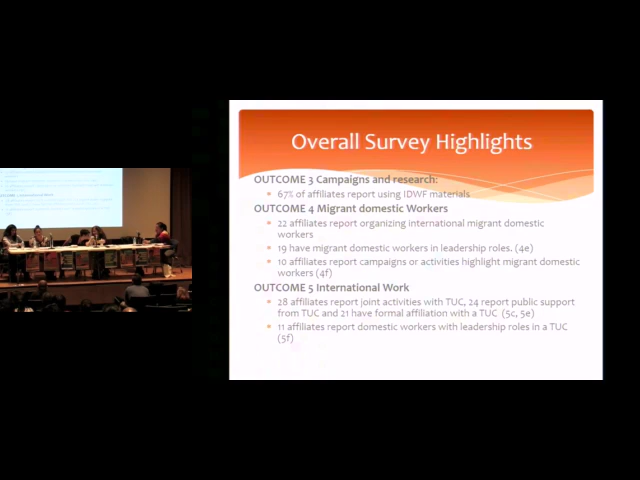 Overall Survey Highlights
OUTCOME 3 Campaigns and research:
67% of affiliates report using IDWF materials
OUTCOME 4 Migrant domestic Workers
22 affiliates report organizing international migrant domestic
workers
19 have migrant domestic workers in leadership roles. (4e)
10 affiliates report campaigns or activities highlight migrant domestic
workers (4f)
OUTCOME 5 International Work
28 affiliates report joint activities with TUC, 24 report public support
from TUC and 21 have formal affiliation with a TUC (5c, 5e)
11 affiliates report domestic workers with leadership roles in a TUC
(5f)